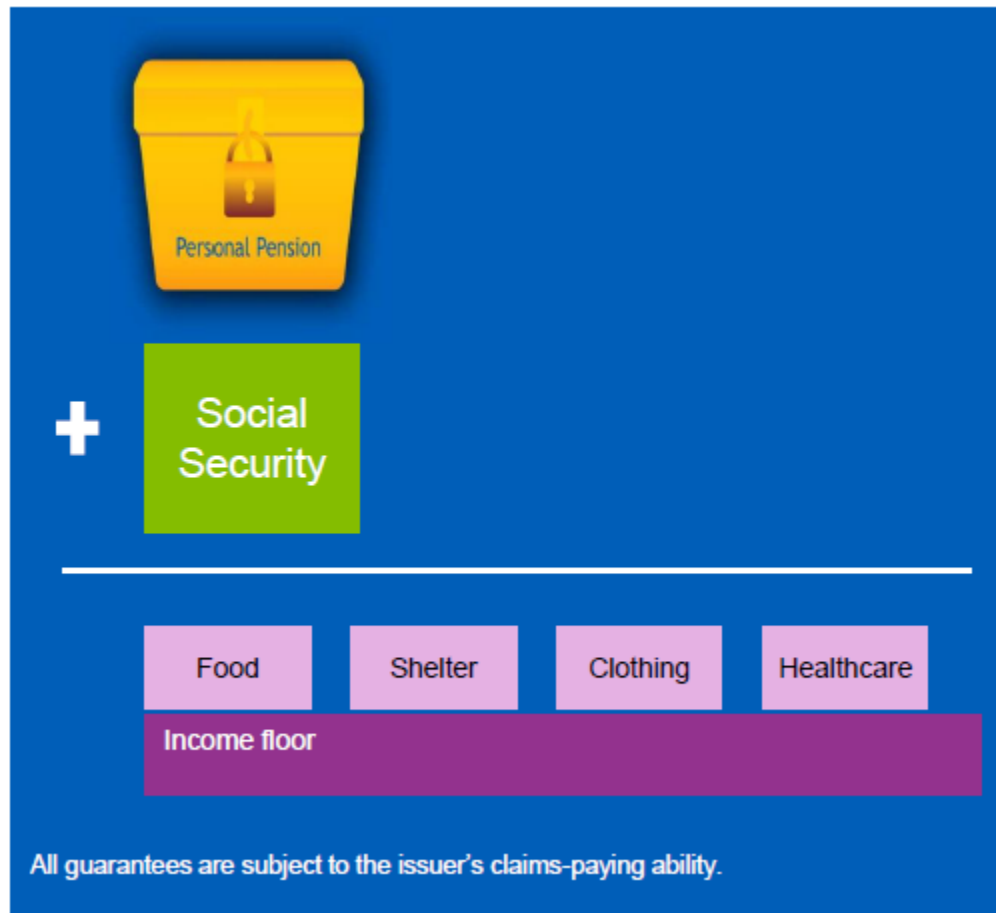 Personal Pension
Social
Security
Food Shelter Clothing Healthcare
Income floor
All guarantees are subject to the issuer's claims-paying ability.